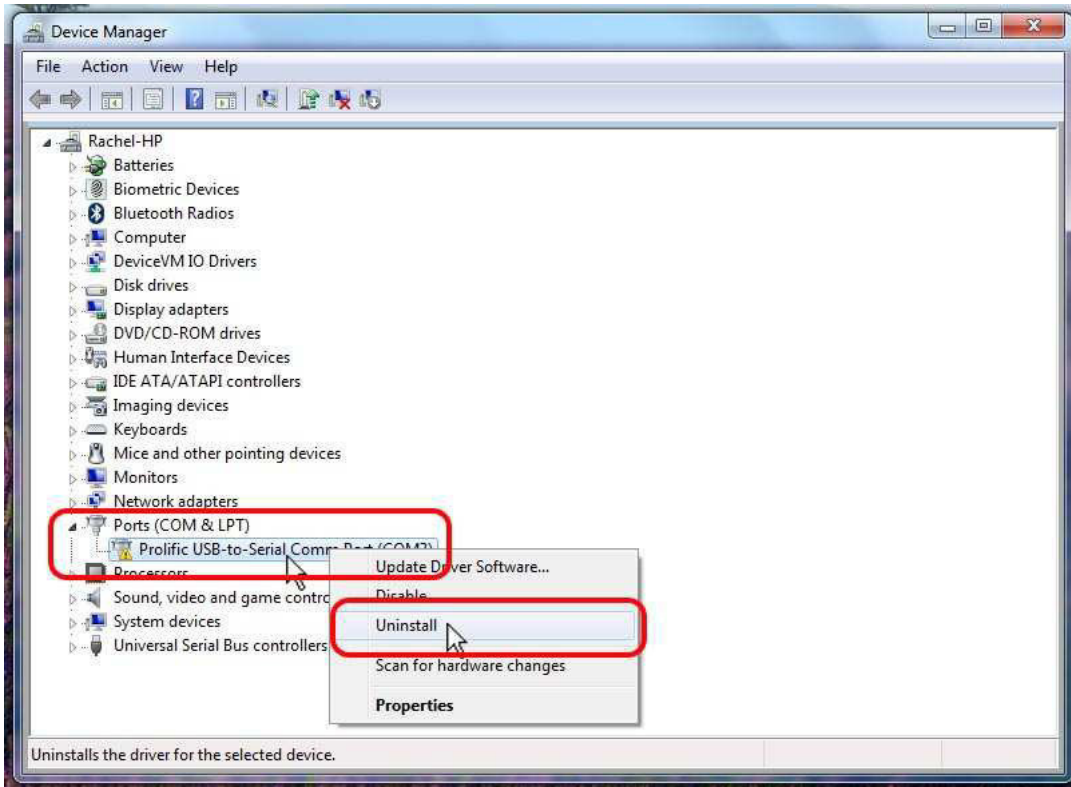 Device Manager
File Action View Help
Rachel-HP
Batteries
Biometric Devices
Bluetooth Radios
Computer
DeviceVM IO Drivers
Disk drives
Display adapters
DVD/CD-ROM drives
Human Interface Devices
IDE ATA/ATAPI controllers
Imaging devices
Keyboards
Mice and other pointing devices
Monitors
Network adapters
Ports (COM & LPT)
Prolific USB-to-Serial Comm Port
Processors
Sound, video and game
System devices
Universal Serial Bus controllers
Update Driver Software...
Disable
Uninstall
Scan for hardware changes
Properties
Uninstalls the driver for the selected device.